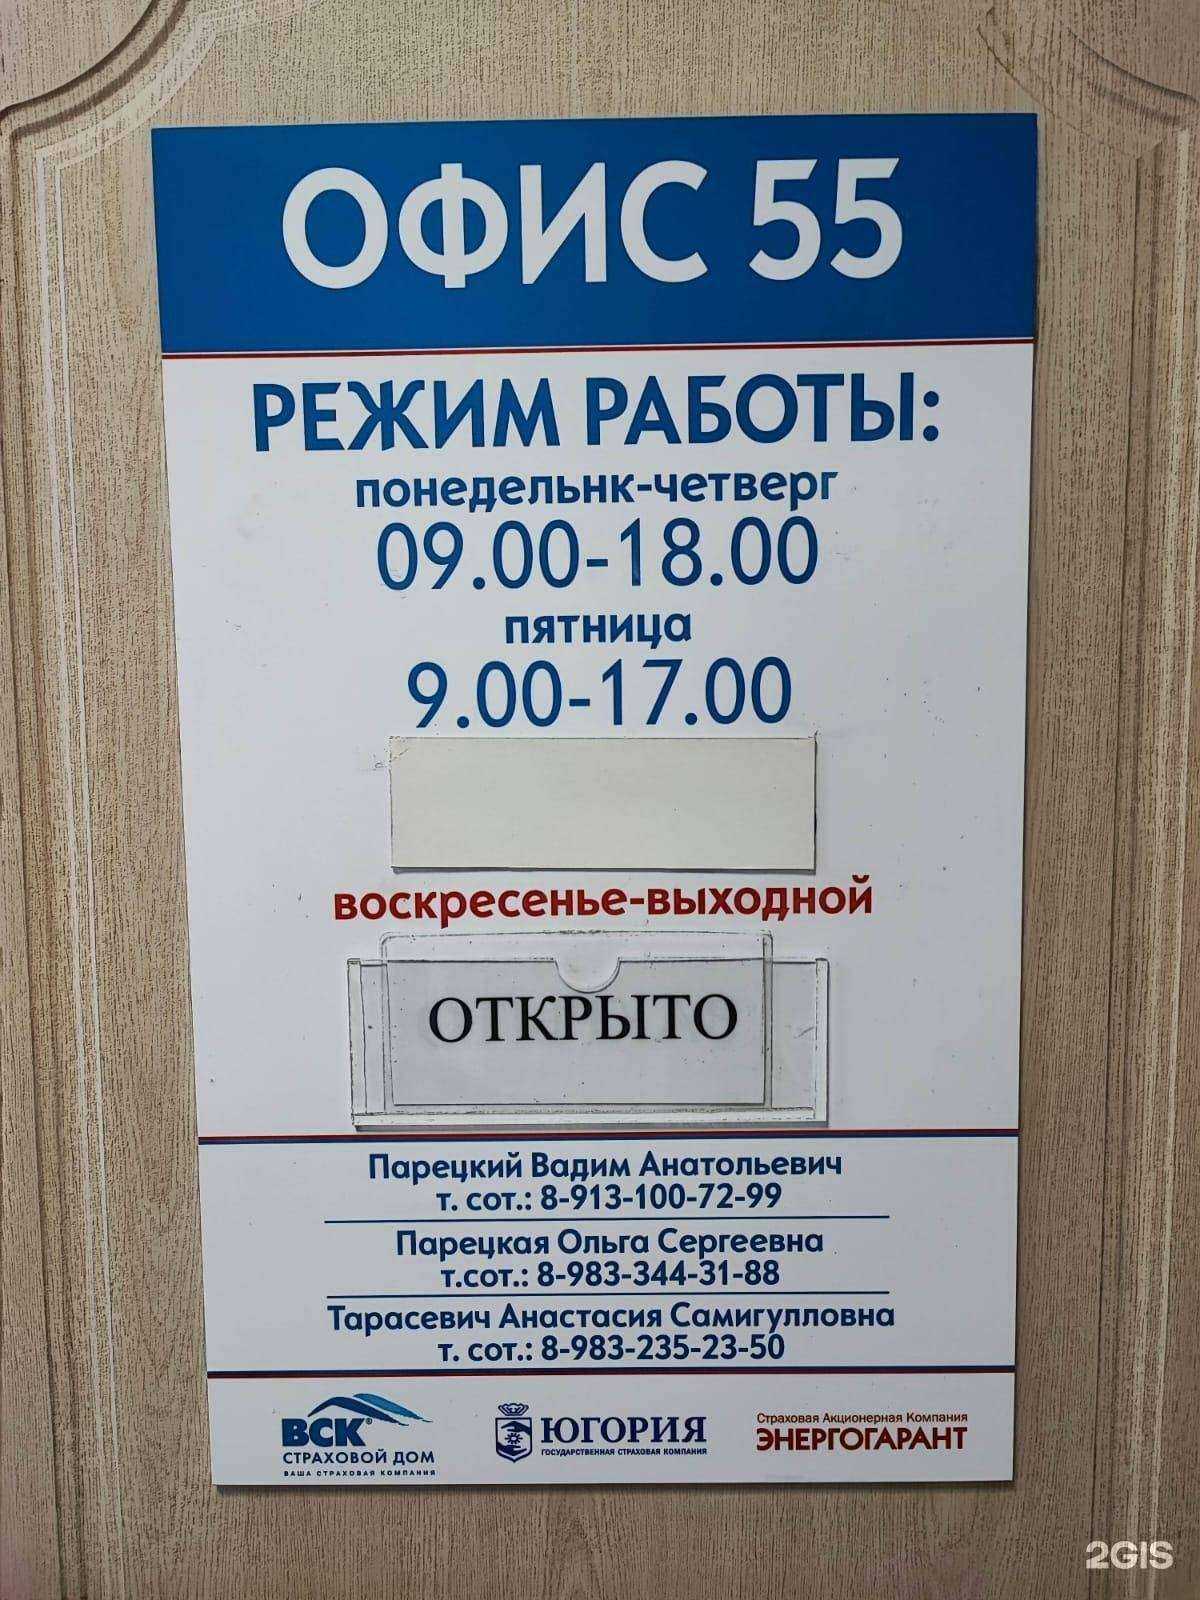 ОФИС 55
РЕЖИМ РАБОТЫ:
понедельнк-четверг
09.00-18.00
пятница
9.00-17.00
воскресенье-выходной
ОТКРЫТО
Парецкий Вадим Анатольевич
т. сот.: 8-913-100-72-99
Парецкая Ольга Сергеевна
т.сот.: 8-983-344-31-88
Тарасевич Анастасия Самигулловна
т. сот.: 8-983-235-23-50
ВСК®
СТРАХОВОЙ ДОМ
ВАША СТРАХОВАЯ КОМПАНИЯ
ЮГОРИЯ
ГОСУДАРСТВЕННАЯ СТРАХОВАЯ КОМПАНИЯ
Страховая Акционерная Компания
ЭНЕРГОГАРАНТ
2GIS